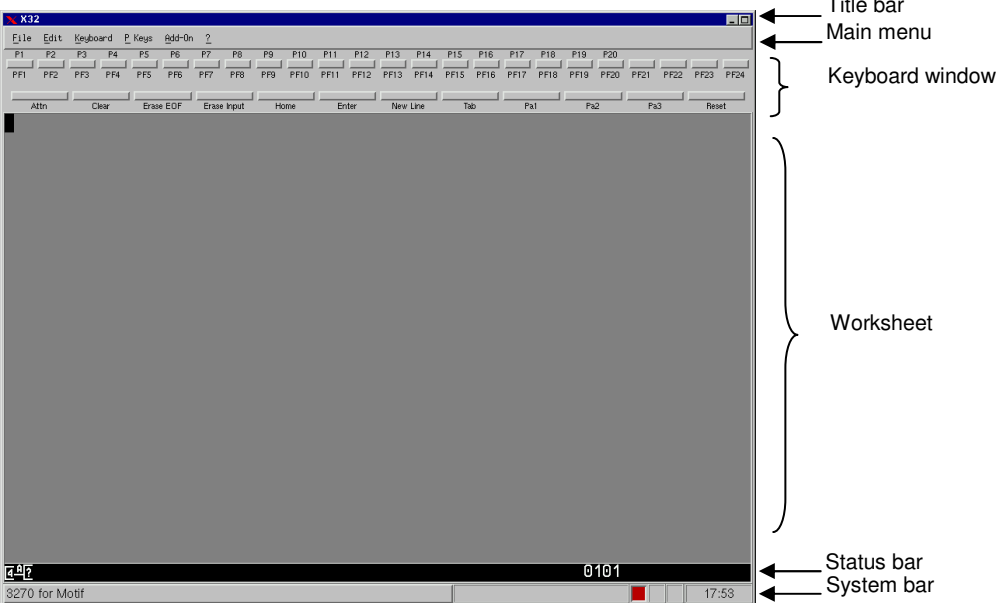 Title bar
X32
Main menu
File Edit Keyboard P Keys Add-On ?
P1 P2 P3 P4 P5 P6 P7 P8 P9 P10 P11 P12 P13 P14 P15 P16 P17 P18 P19 P20
Keyboard window
PF1 PF2 PF3 PF4 PF5 PF6 PF7 PF8 PF9 PF10 PF11 PF12 PF13 PF14 PF15 PF16 PF17 PF18 PF19 PF20 PF21 PF22 PF23 PF24
Attn Clear Erase EOF Erase Input Home Enter New Line Tab Pa1 Pa2 Pa3 Reset
Worksheet
4 A ? 0101
Status bar
System bar
3270 for Motif 17:53